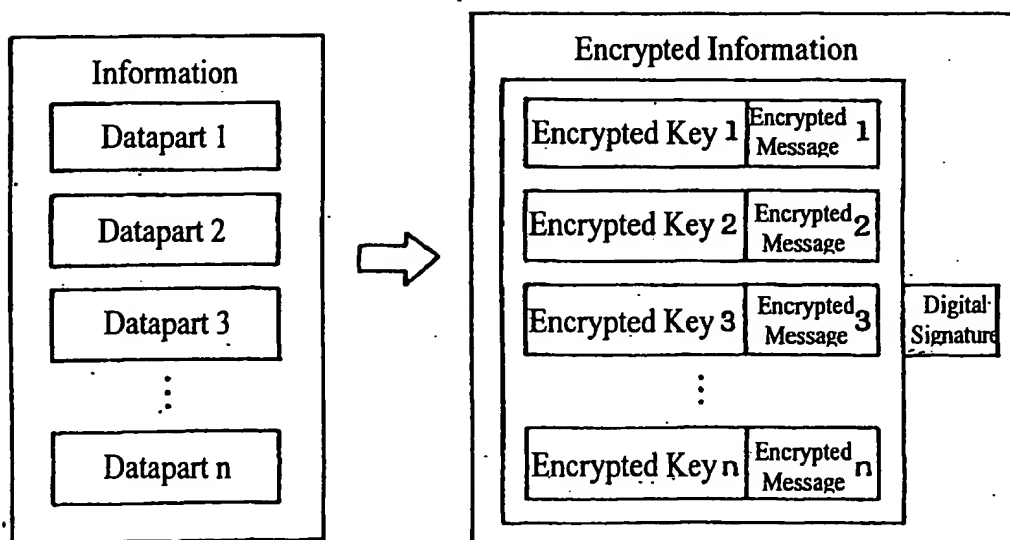 Information
Datapart 1
Datapart 2
Datapart 3
Datapart n
Encrypted Information
Encrypted Key 1
Encrypted
Message 1
Encrypted Key 2
Encrypted
Message 2
Encrypted Key 3
Encrypted
Message 3
Encrypted Key n
Encrypted
Message n
Digital
Signature